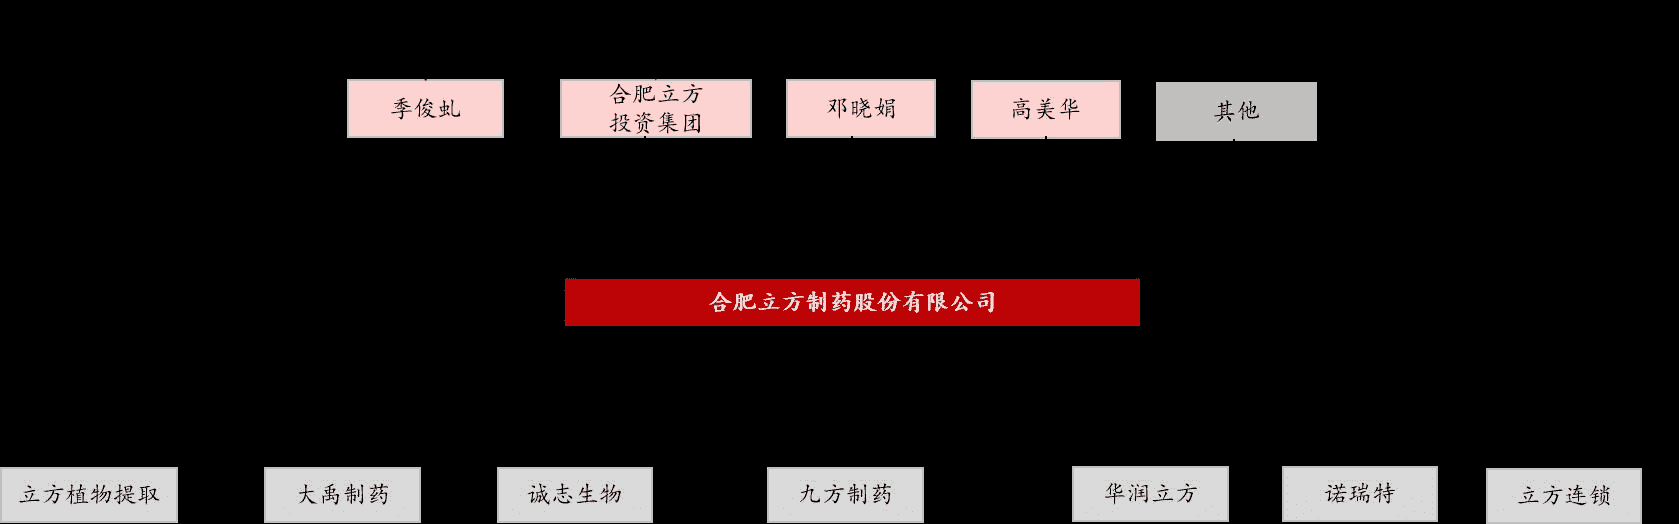 季俊虬
合肥立方
投资集团
邓晓娟
高美华
其他
合肥立方制药股份有限公司
立方植物提取
大禹制药
诚志生物
九方制药
华润立方
诺瑞特
立方连锁